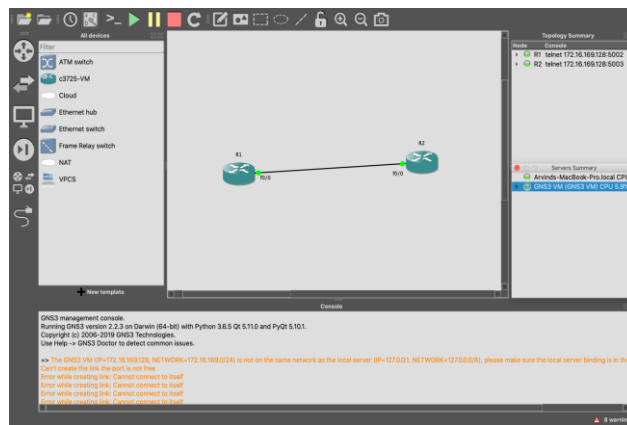 All devices
Filter
ATM switch
c3725-VM
Cloud
Ethernet hub
Ethernet switch
Frame Relay switch
NAT
VPCS
New template
R1
f0/0
R2
f0/0
Topology Summary
Node Console
R1 telnet 172.16.169.128:5002
R2 telnet 172.16.169.128:5003
Servers Summary
Arvinds-MacBook-Pro.local CPU
GNS3 VM (GNS3 VM) CPU 5.9%
Console
GNS3 management console.
Running GNS3 version 2.2.3 on Darwin (64-bit) with Python 3.6.5 Qt 5.11.0 and PyQt 5.10.1.
Copyright (c) 2006-2019 GNS3 Technologies.
Use Help -> GNS3 Doctor to detect common issues.
=> The GNS3 VM (IP=172.16.169.128, NETWORK=172.16.169.0/24) is not on the same network as the local server (IP=127.0.0.1, NETWORK=127.0.0.0/8), please make sure the local server binding is in the
Can't create the link the port is not free
Error while creating link: Cannot connect to itself
Error while creating link: Cannot connect to itself
Error while creating link: Cannot connect to itself
Error while creating link: Cannot connect to itself
8 warnin